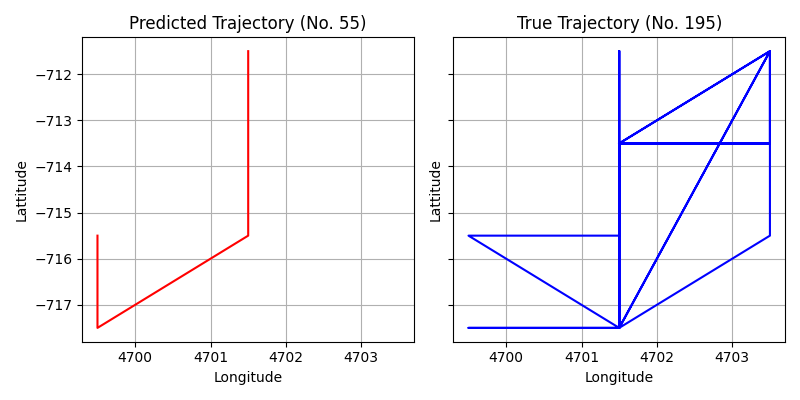 Predicted Trajectory (No. 55)
True Trajectory (No. 195)
Lattitude
−712
−713
−714
−715
−716
−717
4700
4701
4702
4703
Longitude
Lattitude
4700
4701
4702
4703
Longitude